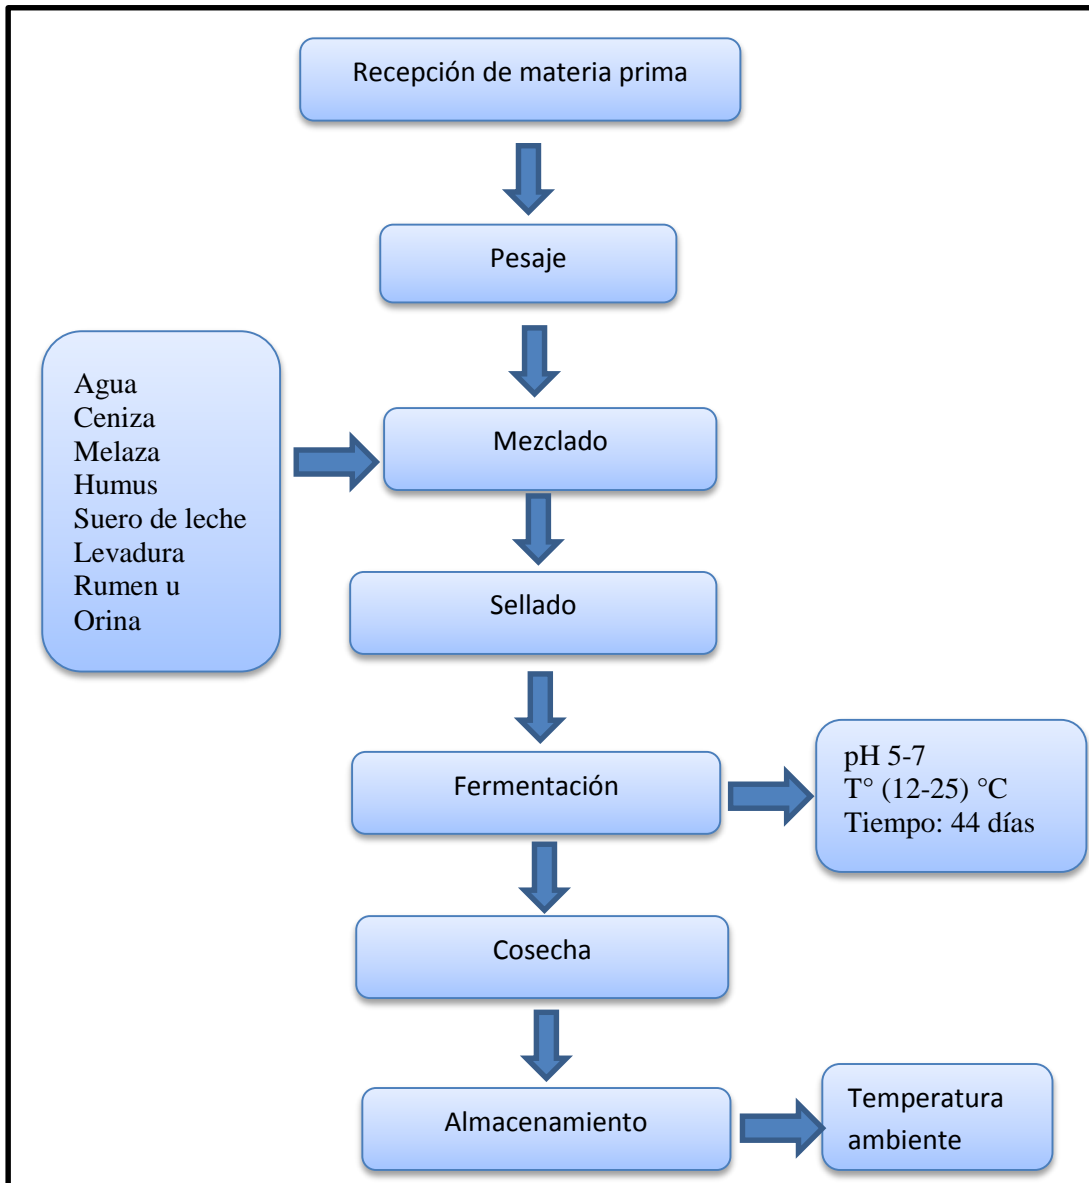 Recepción de materia prima
Pesaje
Agua
Ceniza
Melaza
Humus
Suero de leche
Levadura
Rumen u
Orina
Mezclado
Sellado
Fermentación
pH 5-7
T° (12-25) °C
Tiempo: 44 días
Cosecha
Almacenamiento
Temperatura
ambiente